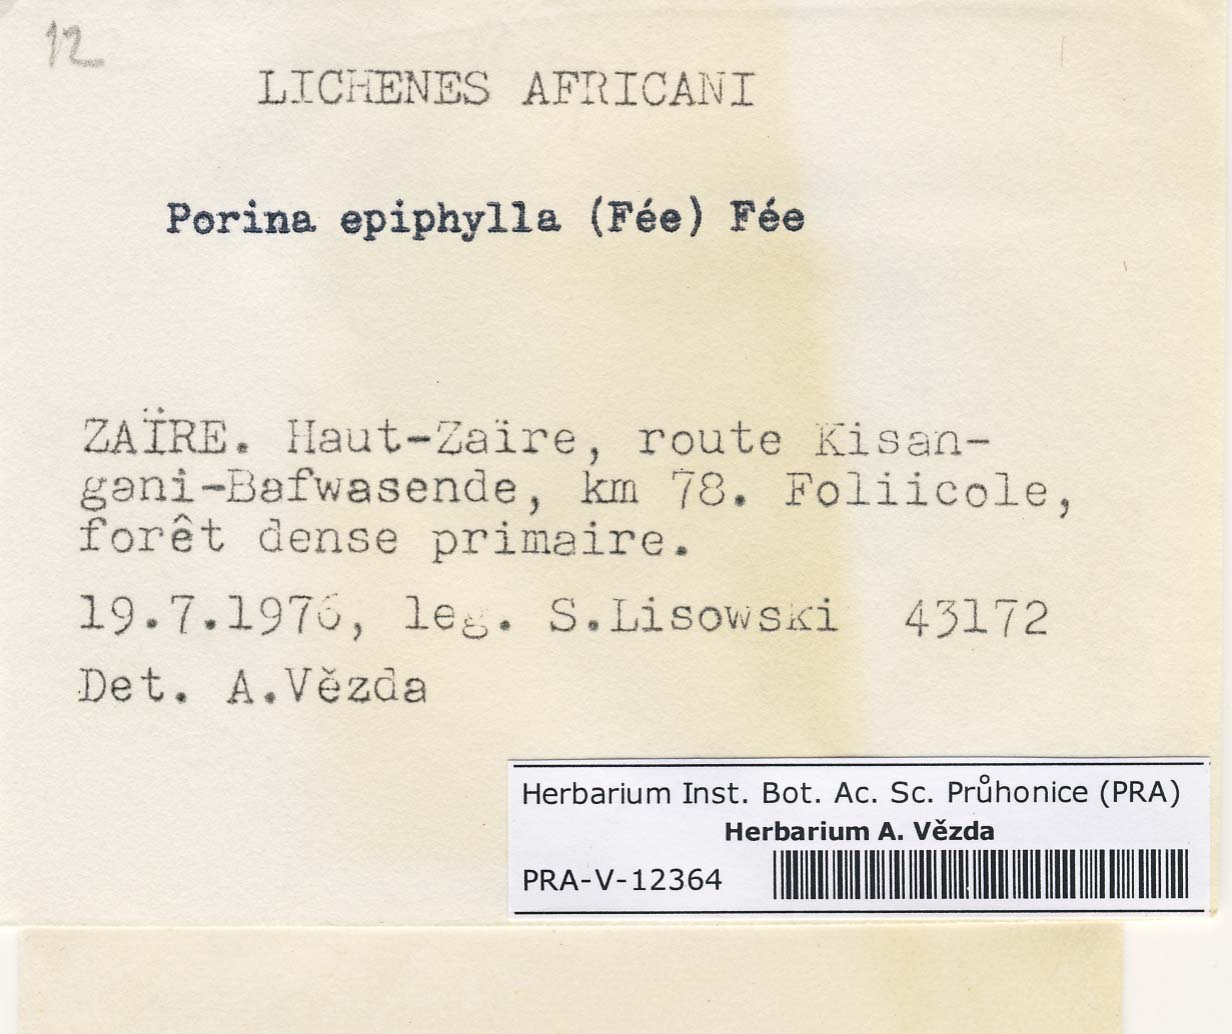 12
LICHENES AFRICANI
Porina epiphylla (Fée) Fée
ZAÏRE. Haut-Zaïre, route Kisan-
gani-Bafwasende, km 78. Foliicole,
forêt dense primaire.
19.7.1976, leg. S.Lisowski 43172
Det. A.Vězda
Herbarium Inst. Bot. Ac. Sc. Průhonice (PRA)
Herbarium A. Vězda
PRA-V-12364